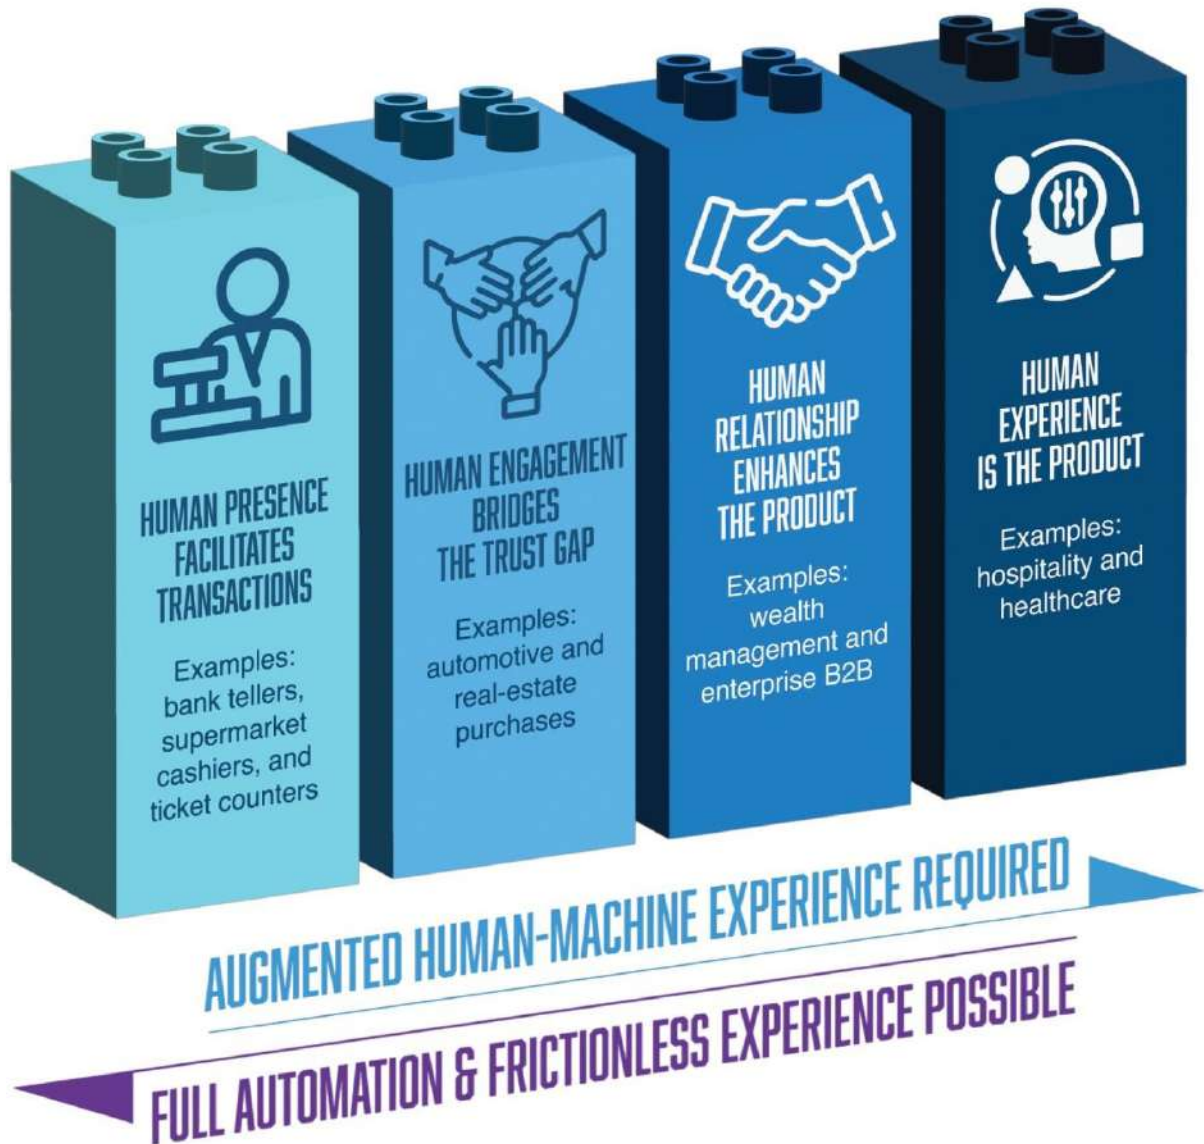 HUMAN PRESENCE
FACILITATES
TRANSACTIONS
Examples:
bank tellers,
supermarket
cashiers, and
ticket counters
HUMAN ENGAGEMENT
BRIDGES
THE TRUST GAP
Examples:
automotive and
real-estate
purchases
HUMAN
RELATIONSHIP
ENHANCES
THE PRODUCT
Examples:
wealth
management and
enterprise B2B
HUMAN
EXPERIENCE
IS THE PRODUCT
Examples:
hospitality and
healthcare
AUGMENTED HUMAN-MACHINE EXPERIENCE REQUIRED
FULL AUTOMATION & FRICTIONLESS EXPERIENCE POSSIBLE